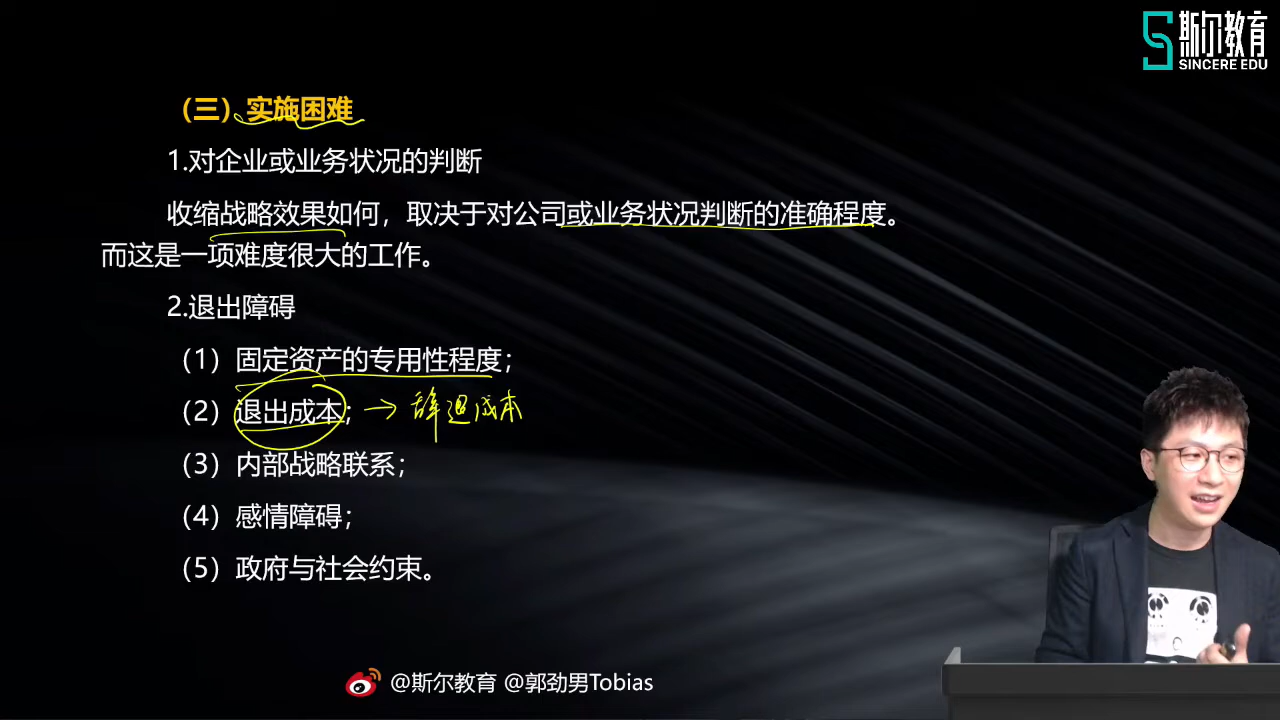 斯尔教育
SINCERE EDU
（三）实施困难
1.对企业或业务状况的判断
收缩战略效果如何，取决于对公司或业务状况判断的准确程度。
而这是一项难度很大的工作。
2.退出障碍
（1）固定资产的专用性程度；
（2）退出成本； → 辞退成本
（3）内部战略联系；
（4）感情障碍；
（5）政府与社会约束。
@斯尔教育 @郭劲男Tobias